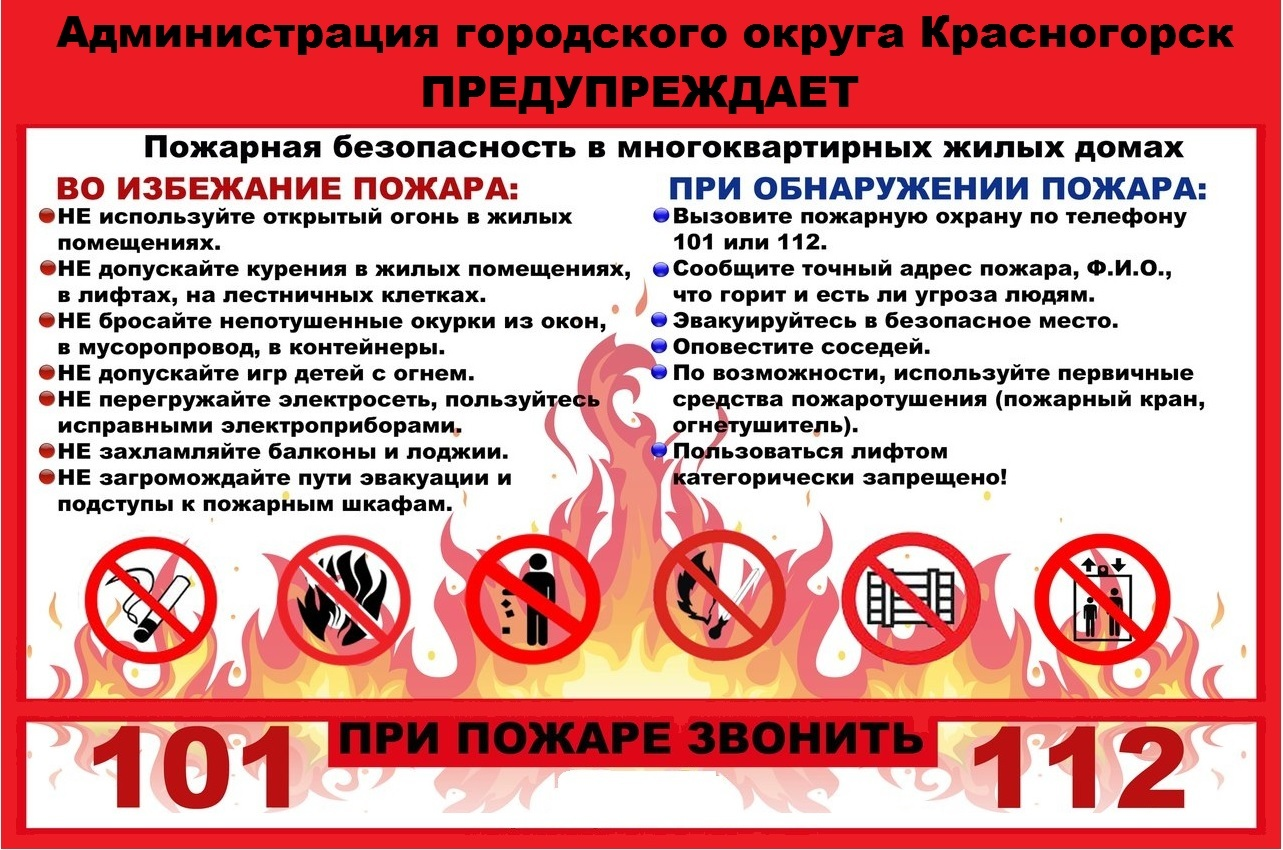 Администрация городского округа Красногорск
ПРЕДУПРЕЖДАЕТ
Пожарная безопасность в многоквартирных жилых домах
ВО ИЗБЕЖАНИЕ ПОЖАРА:
НЕ используйте открытый огонь в жилых
помещениях.
НЕ допускайте курения в жилых помещениях,
в лифтах, на лестничных клетках.
НЕ бросайте непотушенные окурки из окон,
в мусоропровод, в контейнеры.
НЕ допускайте игр детей с огнем.
НЕ перегружайте электросеть, пользуйтесь
исправными электроприборами.
НЕ захламляйте балконы и лоджии.
НЕ загромождайте пути эвакуации и
подступы к пожарным шкафам.
ПРИ ОБНАРУЖЕНИИ ПОЖАРА:
Вызовите пожарную охрану по телефону
101 или 112.
Сообщите точный адрес пожара, Ф.И.О.,
что горит и есть ли угроза людям.
Эвакуируйтесь в безопасное место.
Оповестите соседей.
По возможности, используйте первичные
средства пожаротушения (пожарный кран,
огнетушитель).
Пользоваться лифтом
категорически запрещено!
101
ПРИ ПОЖАРЕ ЗВОНИТЬ
112